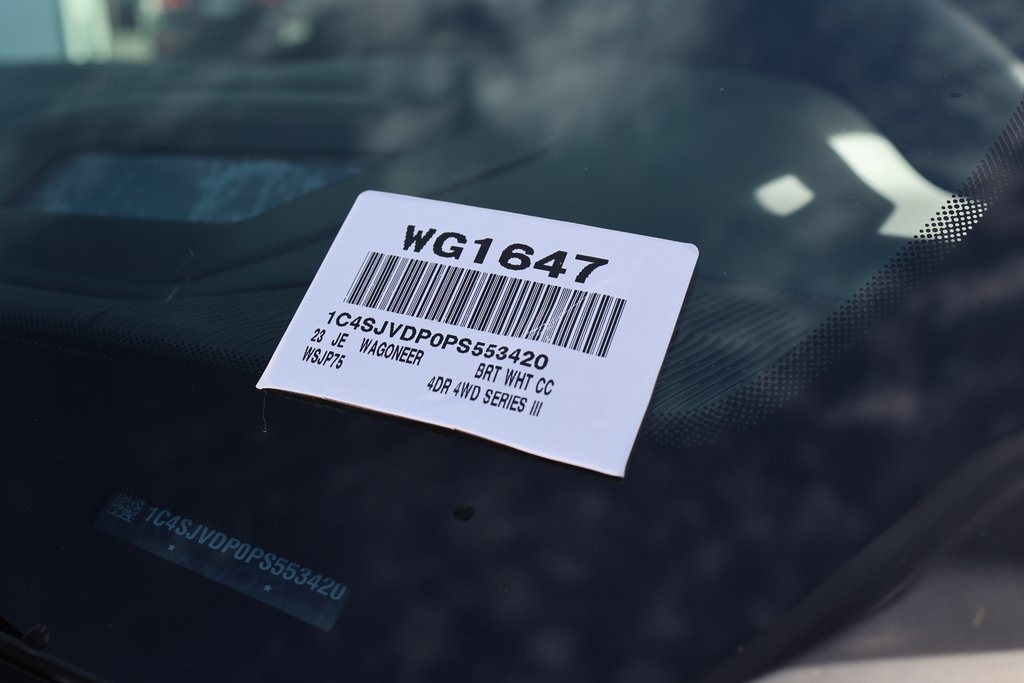 WG1647
1C4SJVDP0PS553420
23 JE WAGONEER BRT WHT CC
WSJP75 4DR 4WD SERIES III
1C4SJVDP0PS553420
* *